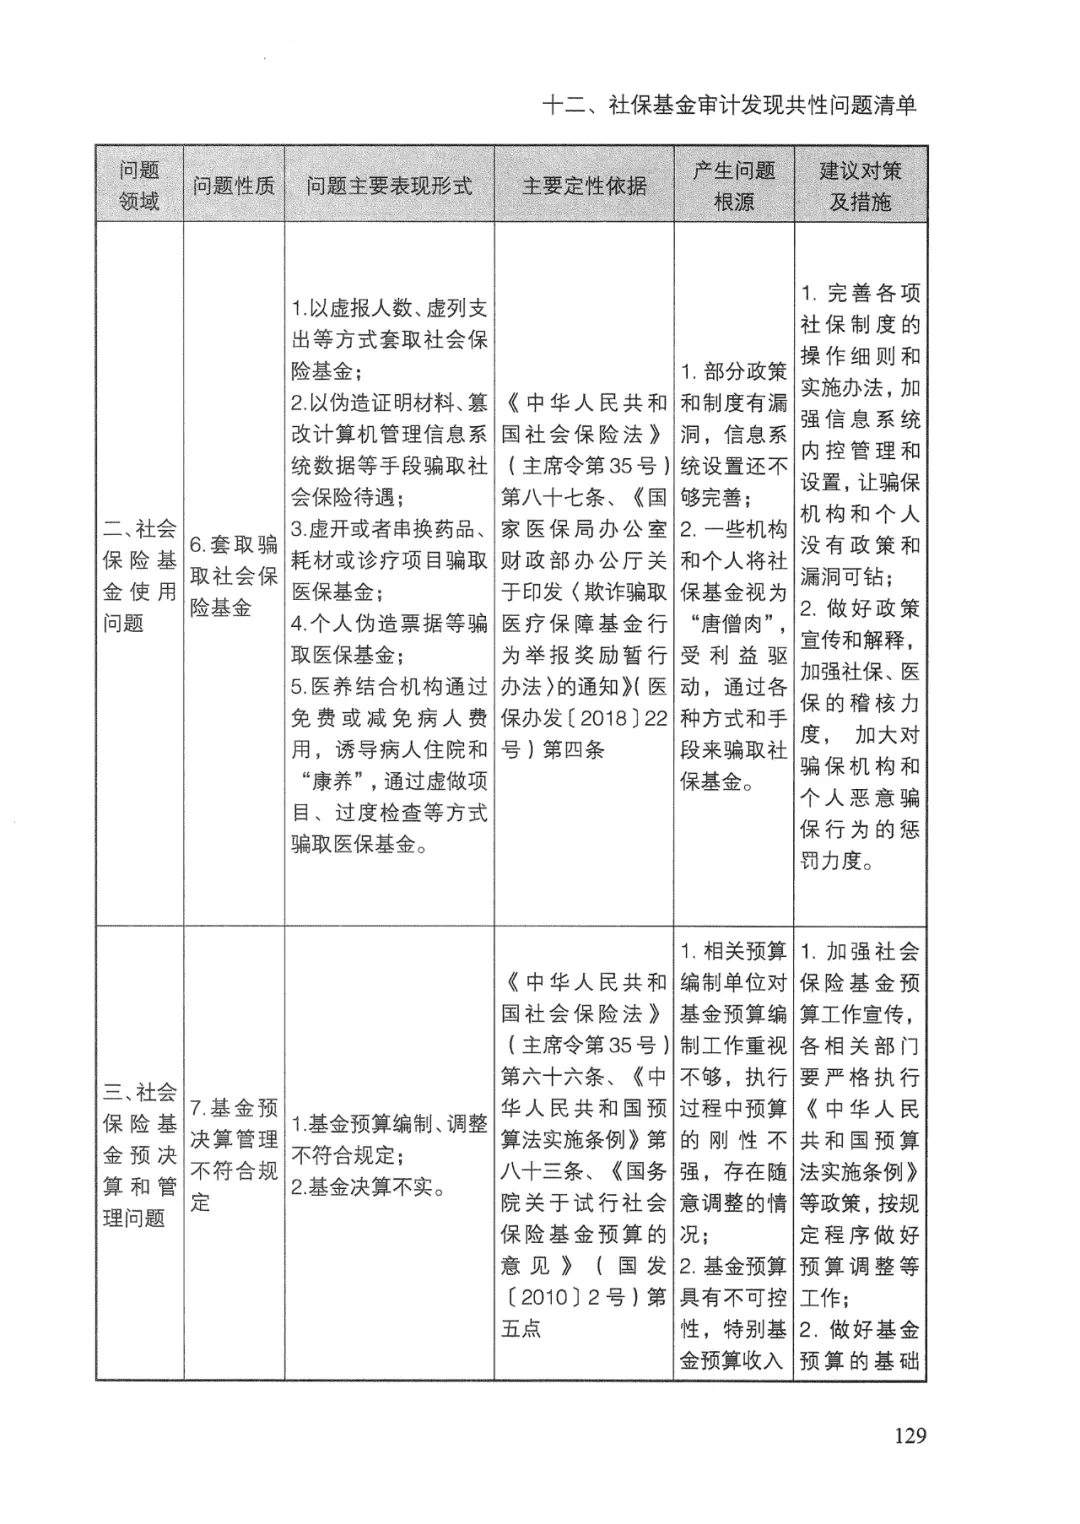 十二、社保基金审计发现共性问题清单
问题
领域
问题性质
问题主要表现形式
主要定性依据
产生问题
根源
建议对策
及措施
二、社会
保险基
金使用
问题
6.套取骗
取社会保
险基金
1.以虚报人数、虚列支
出等方式套取社会保
险基金；
2.以伪造证明材料、篡
改计算机管理信息系
统数据等手段骗取社
会保险待遇；
3.虚开或者串换药品、
耗材或诊疗项目骗取
医保基金；
4.个人伪造票据等骗
取医保基金；
5.医养结合机构通过
免费或减免病人费
用，诱导病人住院和
“康养”，通过虚做项
目、过度检查等方式
骗取医保基金。
《中华人民共和
国社会保险法》
（主席令第35号）
第八十七条、《国
家医保局办公室
财政部办公厅关
于印发〈欺诈骗取
医疗保障基金行
为举报奖励暂行
办法〉的通知》（医
保办发〔2018〕22
号）第四条
1. 部分政策
和制度有漏
洞，信息系
统设置还不
够完善；
2. 一些机构
和个人将社
保基金视为
“唐僧肉”，
受利益驱
动，通过各
种方式和手
段来骗取社
保基金。
1. 完善各项
社保制度的
操作细则和
实施办法，加
强信息系统
内控管理和
设置，让骗保
机构和个人
没有政策和
漏洞可钻；
2. 做好政策
宣传和解释，
加强社保、医
保的稽核力
度， 加大对
骗保机构和
个人恶意骗
保行为的惩
罚力度。
三、社会
保险基
金预决
算和管
理问题
7.基金预
决算管理
不符合规
定
1.基金预算编制、调整
不符合规定；
2.基金决算不实。
《中华人民共和
国社会保险法》
（主席令第35号）
第六十六条、《中
华人民共和国预
算法实施条例》第
八十三条、《国务
院关于试行社会
保险基金预算的
意见》（国发
〔2010〕2号）第
五点
1. 相关预算
编制单位对
基金预算编
制工作重视
不够，执行
过程中预算
的刚性不
强，存在随
意调整的情
况；
2. 基金预算
具有不可控
性，特别基
金预算收入
1. 加强社会
保险基金预
算工作宣传，
各相关部门
要严格执行
《中华人民
共和国预算
法实施条例》
等政策，按规
定程序做好
预算调整等
工作；
2. 做好基金
预算的基础
129